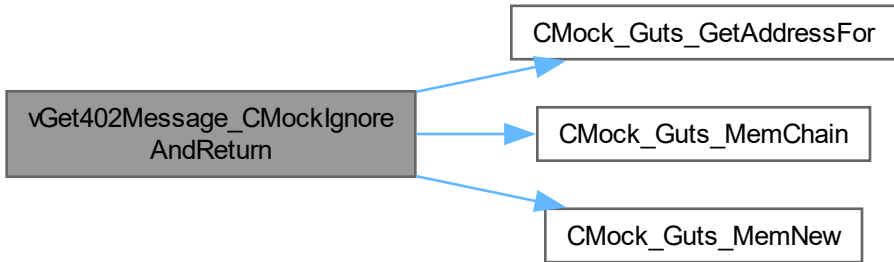 CMock_Guts_GetAddressFor
vGet402Message_CMockIgnore
AndReturn
CMock_Guts_MemChain
CMock_Guts_MemNew